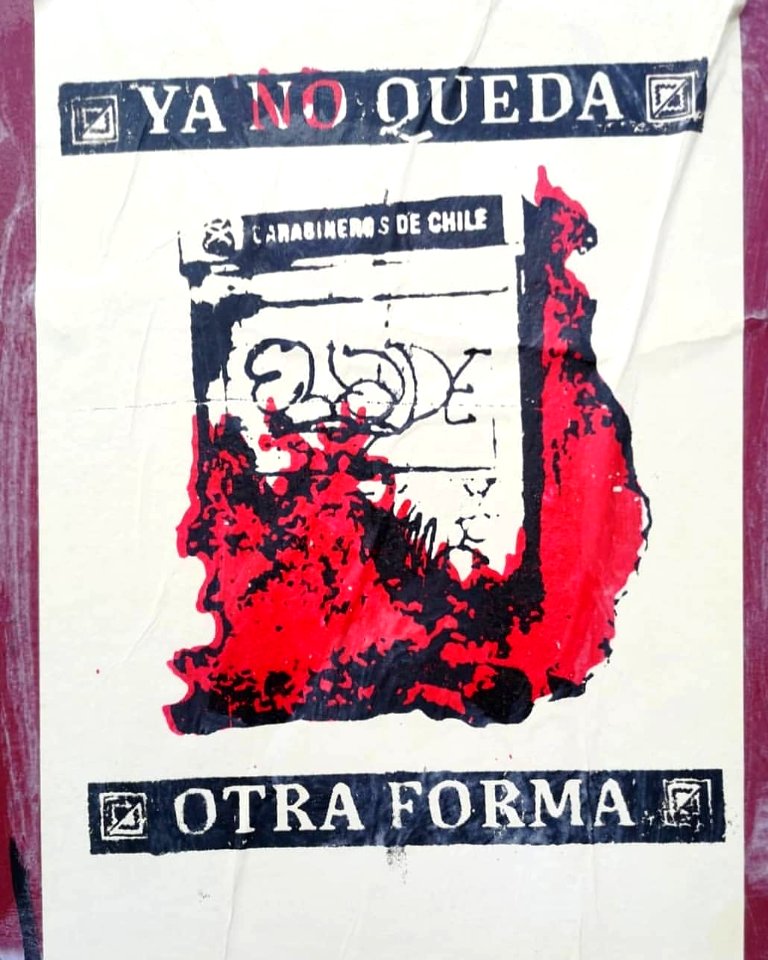 YA NO QUEDA
CARABINEROS DE CHILE
OTRA FORMA